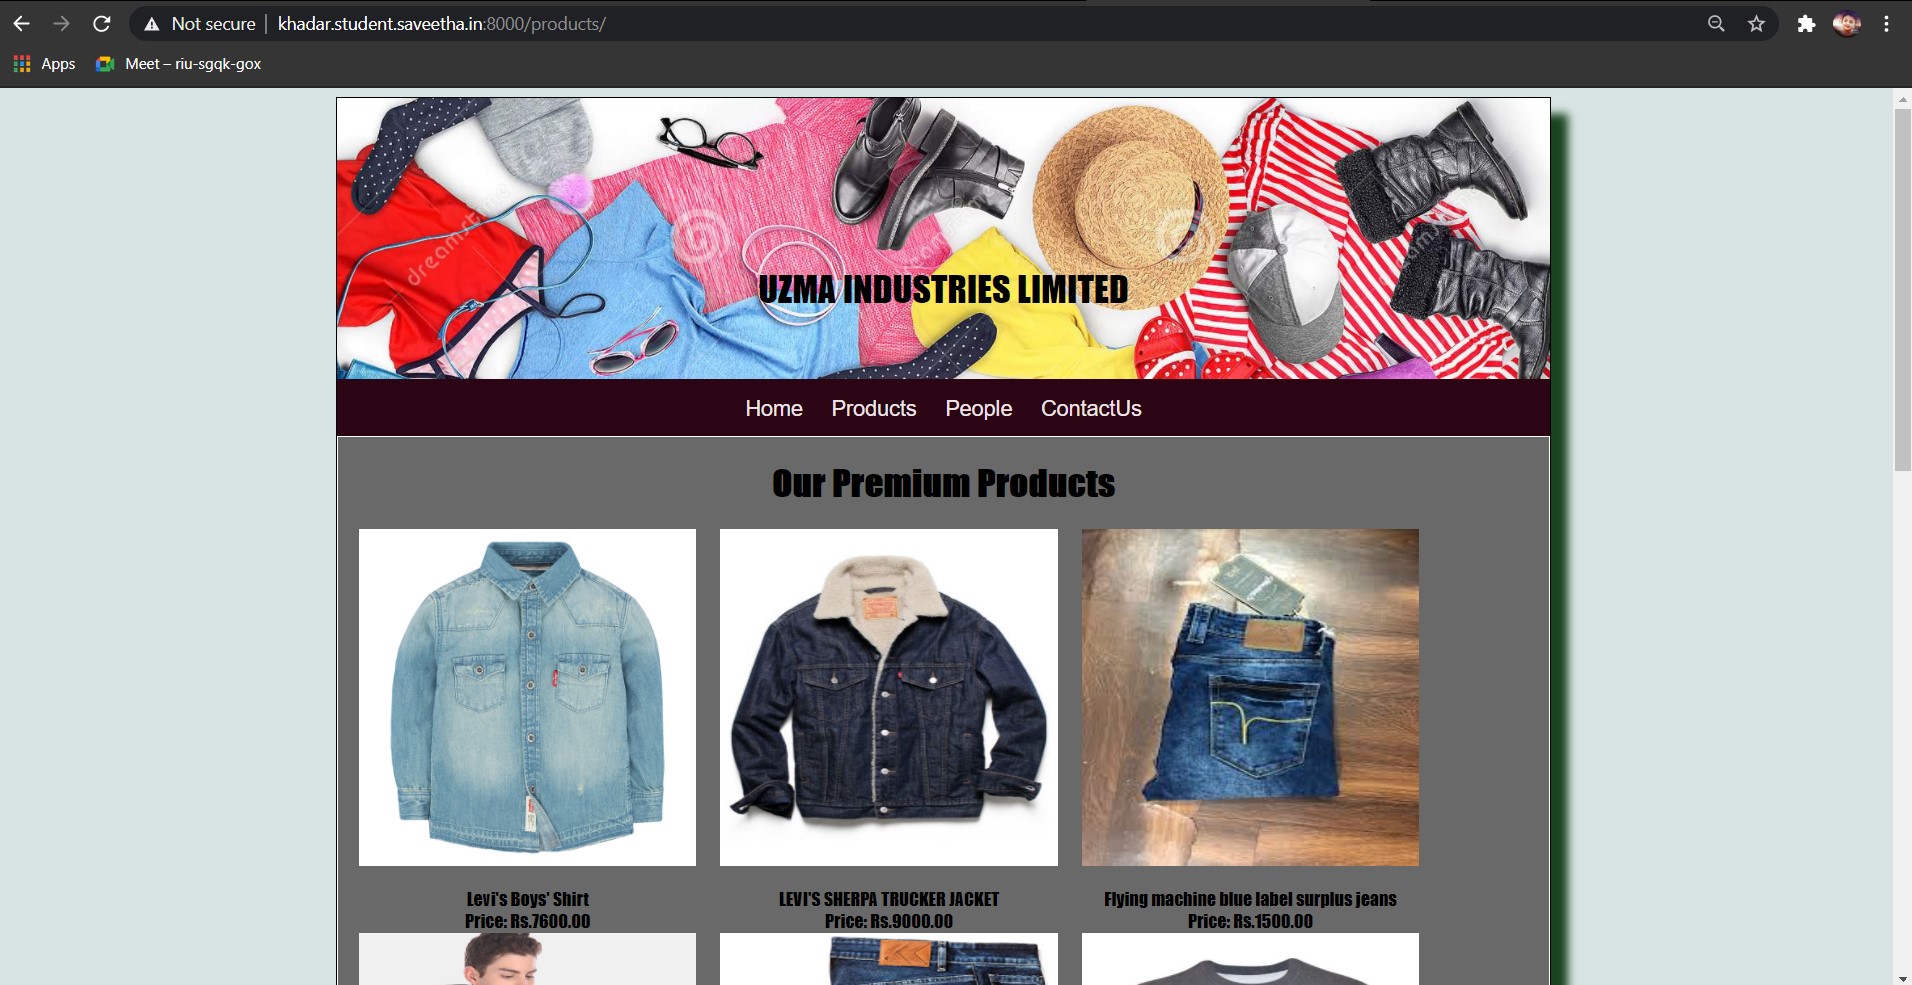 Not secure | khadar.student.saveetha.in:8000/products/
Apps Meet – riu-sgqk-gox
dreamstime
UZMA INDUSTRIES LIMITED
Home Products People ContactUs
Our Premium Products
Levi's Boys' Shirt
Price: Rs.7600.00
LEVI'S SHERPA TRUCKER JACKET
Price: Rs.9000.00
Flying machine blue label surplus jeans
Price: Rs.1500.00